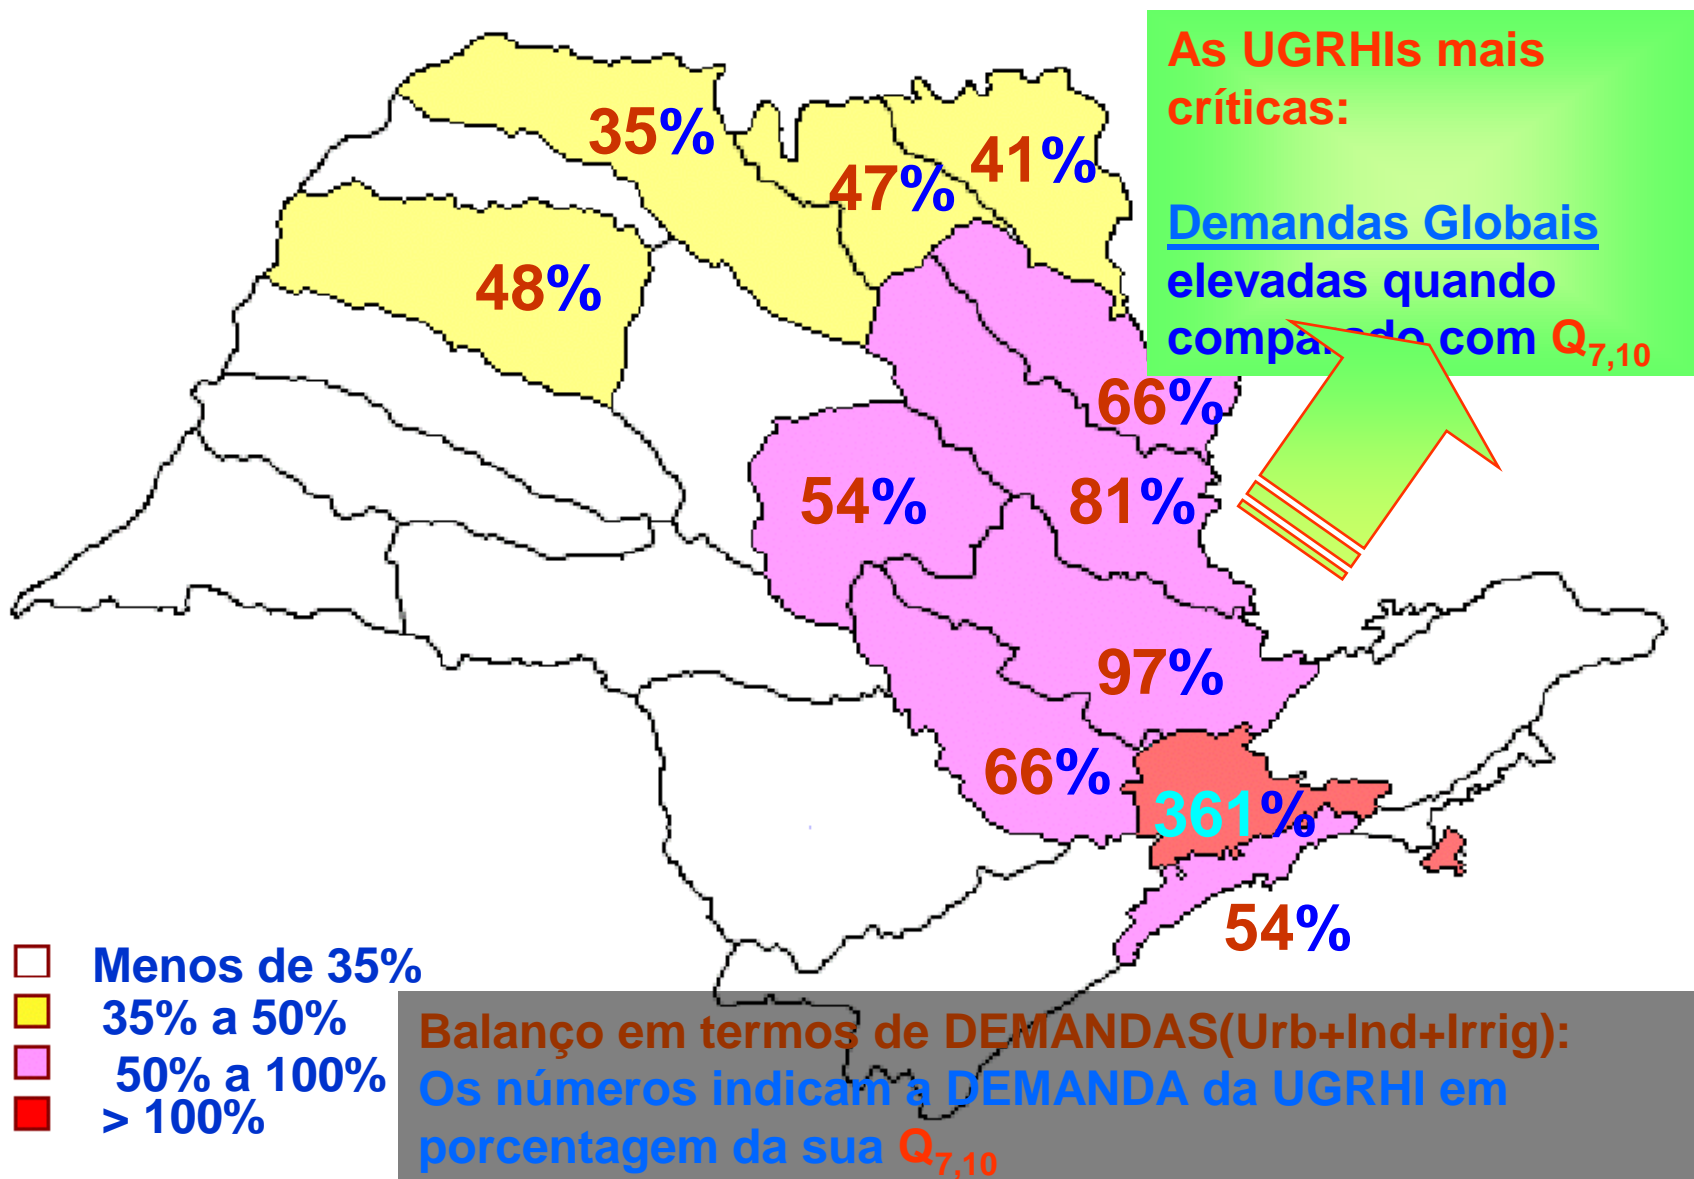 As UGRHIs mais
críticas:
Demandas Globais
elevadas quando
com Q7,10
35%
47%
41%
48%
66%
54%
81%
97%
66%
361%
54%
Menos de 35%
35% a 50%
50% a 100%
> 100%
Balanço em termos de DEMANDAS(Urb+Ind+Irrig):
Os números indicam a DEMANDA da UGRHI em
porcentagem da sua Q7,10